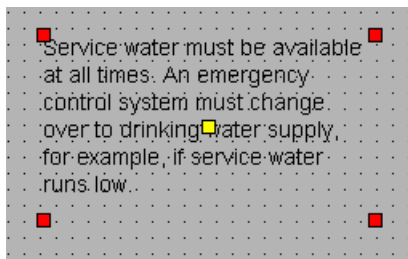 Service water must be available
at all times. An emergency
control system must change
over to drinking water supply,
for example, if service water
runs low.